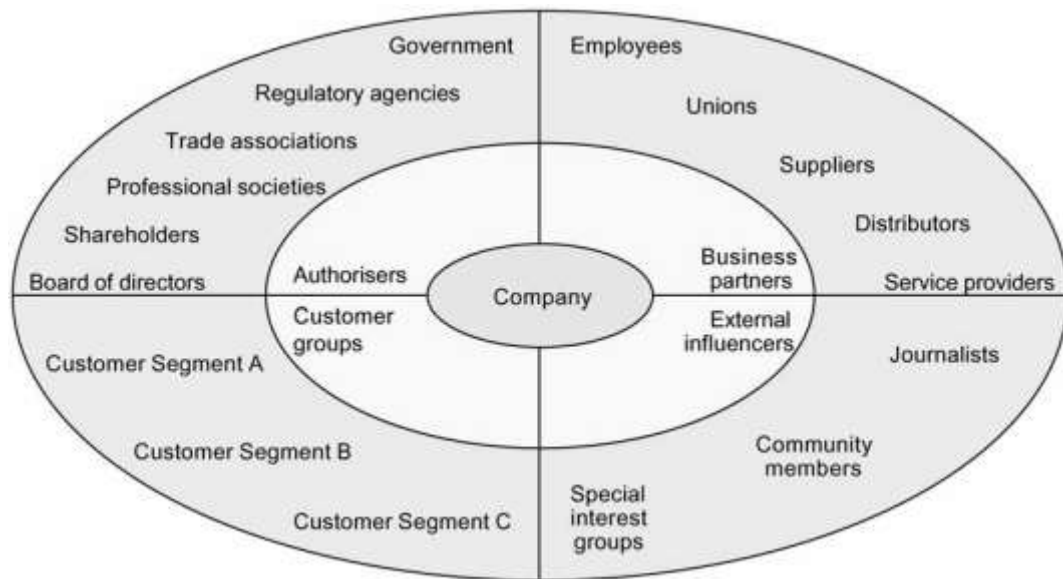 Government
Regulatory agencies
Trade associations
Professional societies
Shareholders
Board of directors
Authorisers
Employees
Unions
Suppliers
Distributors
Service providers
Business
partners
Company
Customer
groups
Customer Segment A
Customer Segment B
Customer Segment C
External
influencers
Journalists
Community
members
Special
interest
groups